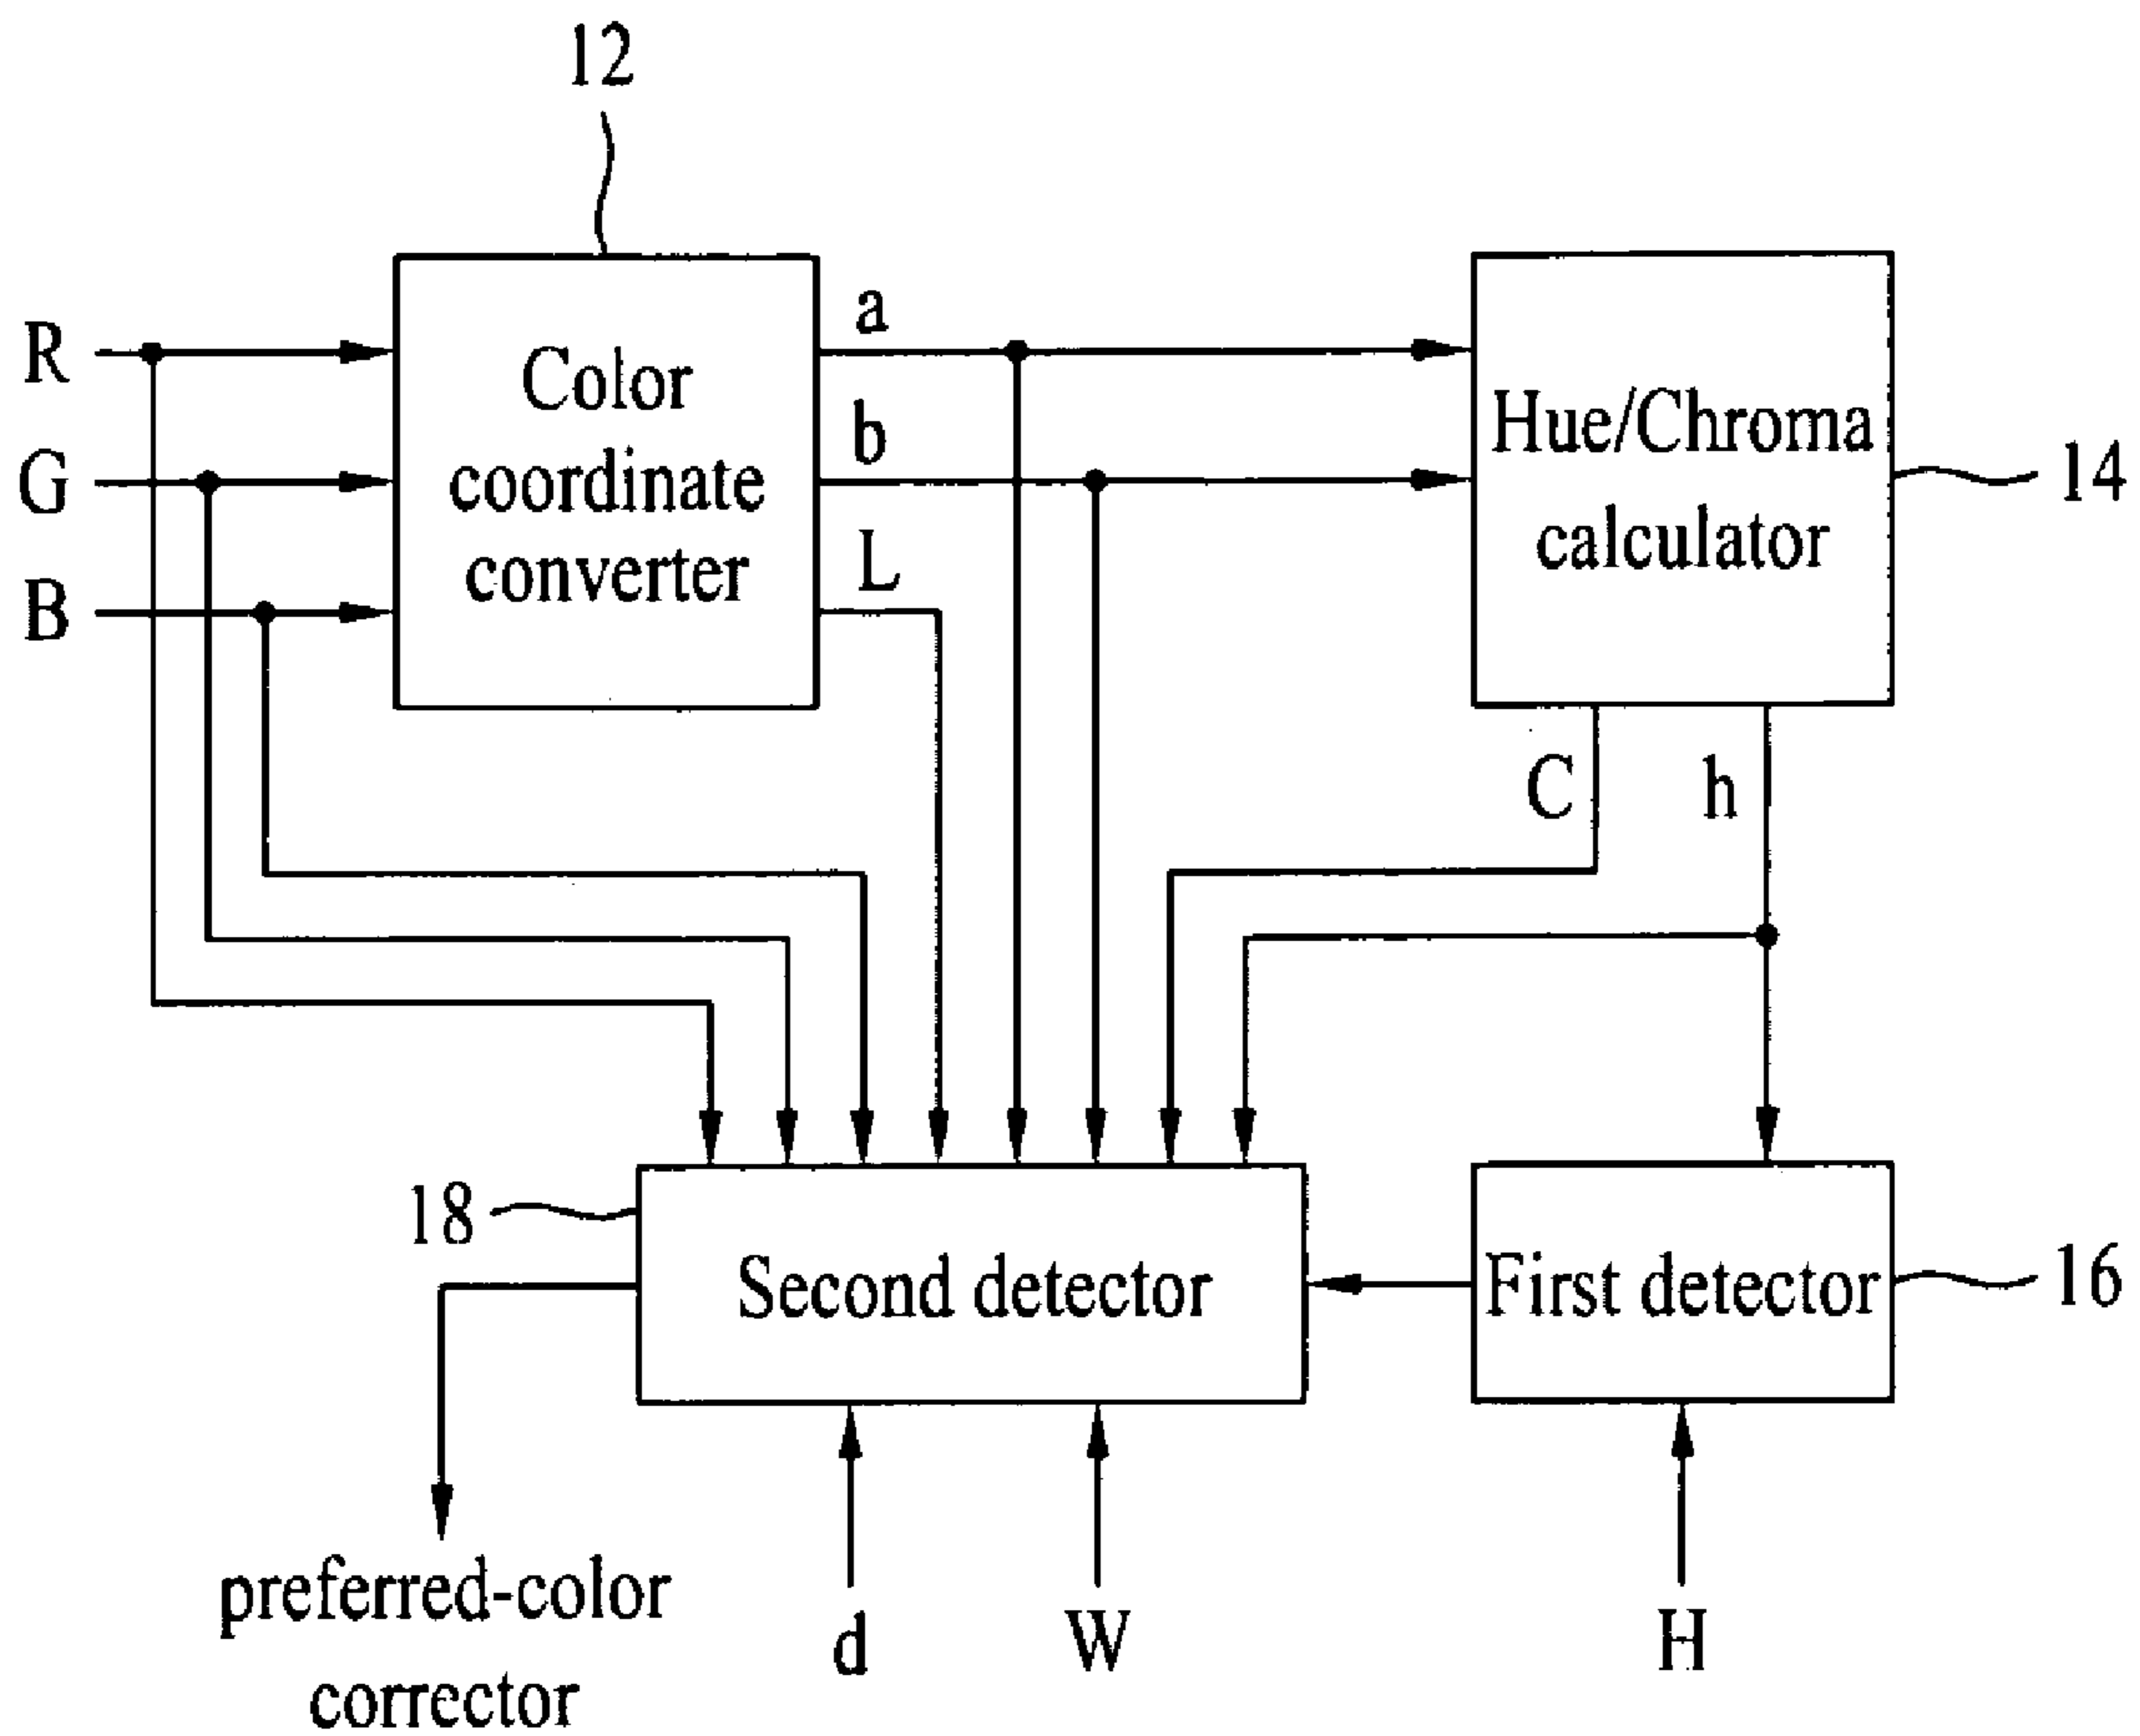 12
R
G
B
Color
coordinate
converter
a
b
L
Hue/Chroma
calculator
14
C
h
18
Second detector
First detector
16
preferred-color
corrector
d
W
H